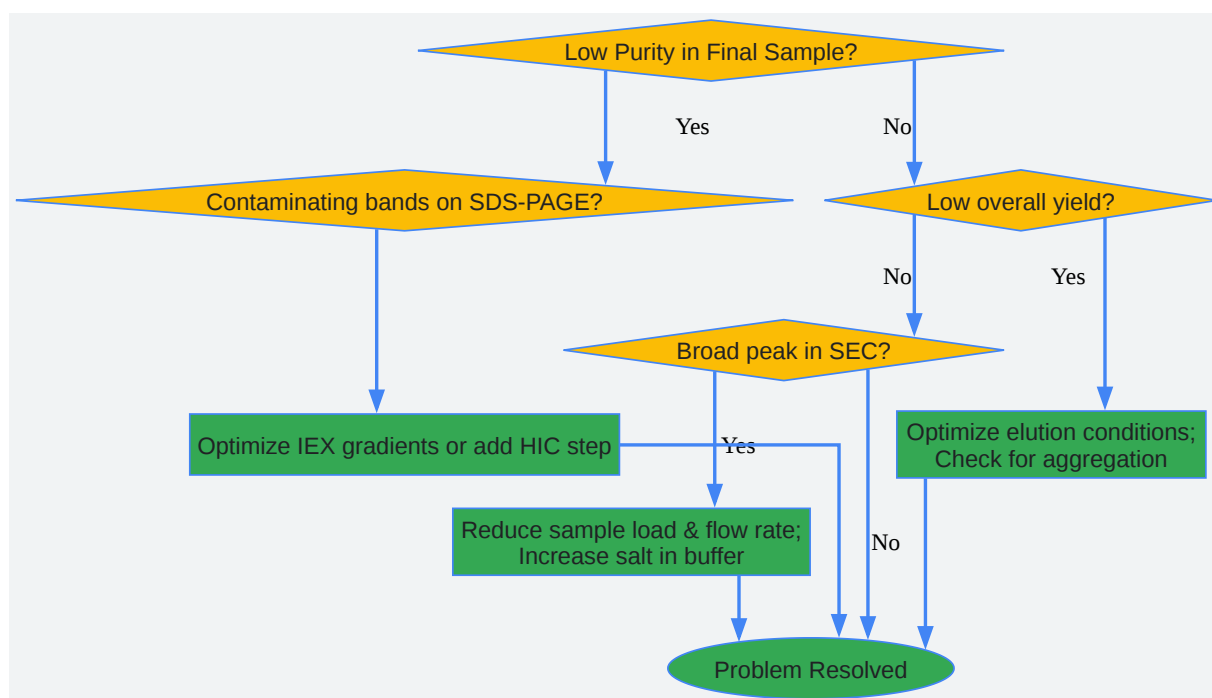 Low Purity in Final Sample?
Yes
No
Contaminating bands on SDS-PAGE?
Low overall yield?
No
Yes
Broad peak in SEC?
Optimize IEX gradients or add HIC step
Yes
Optimize elution conditions;
Check for aggregation
Reduce sample load & flow rate;
Increase salt in buffer
No
Problem Resolved